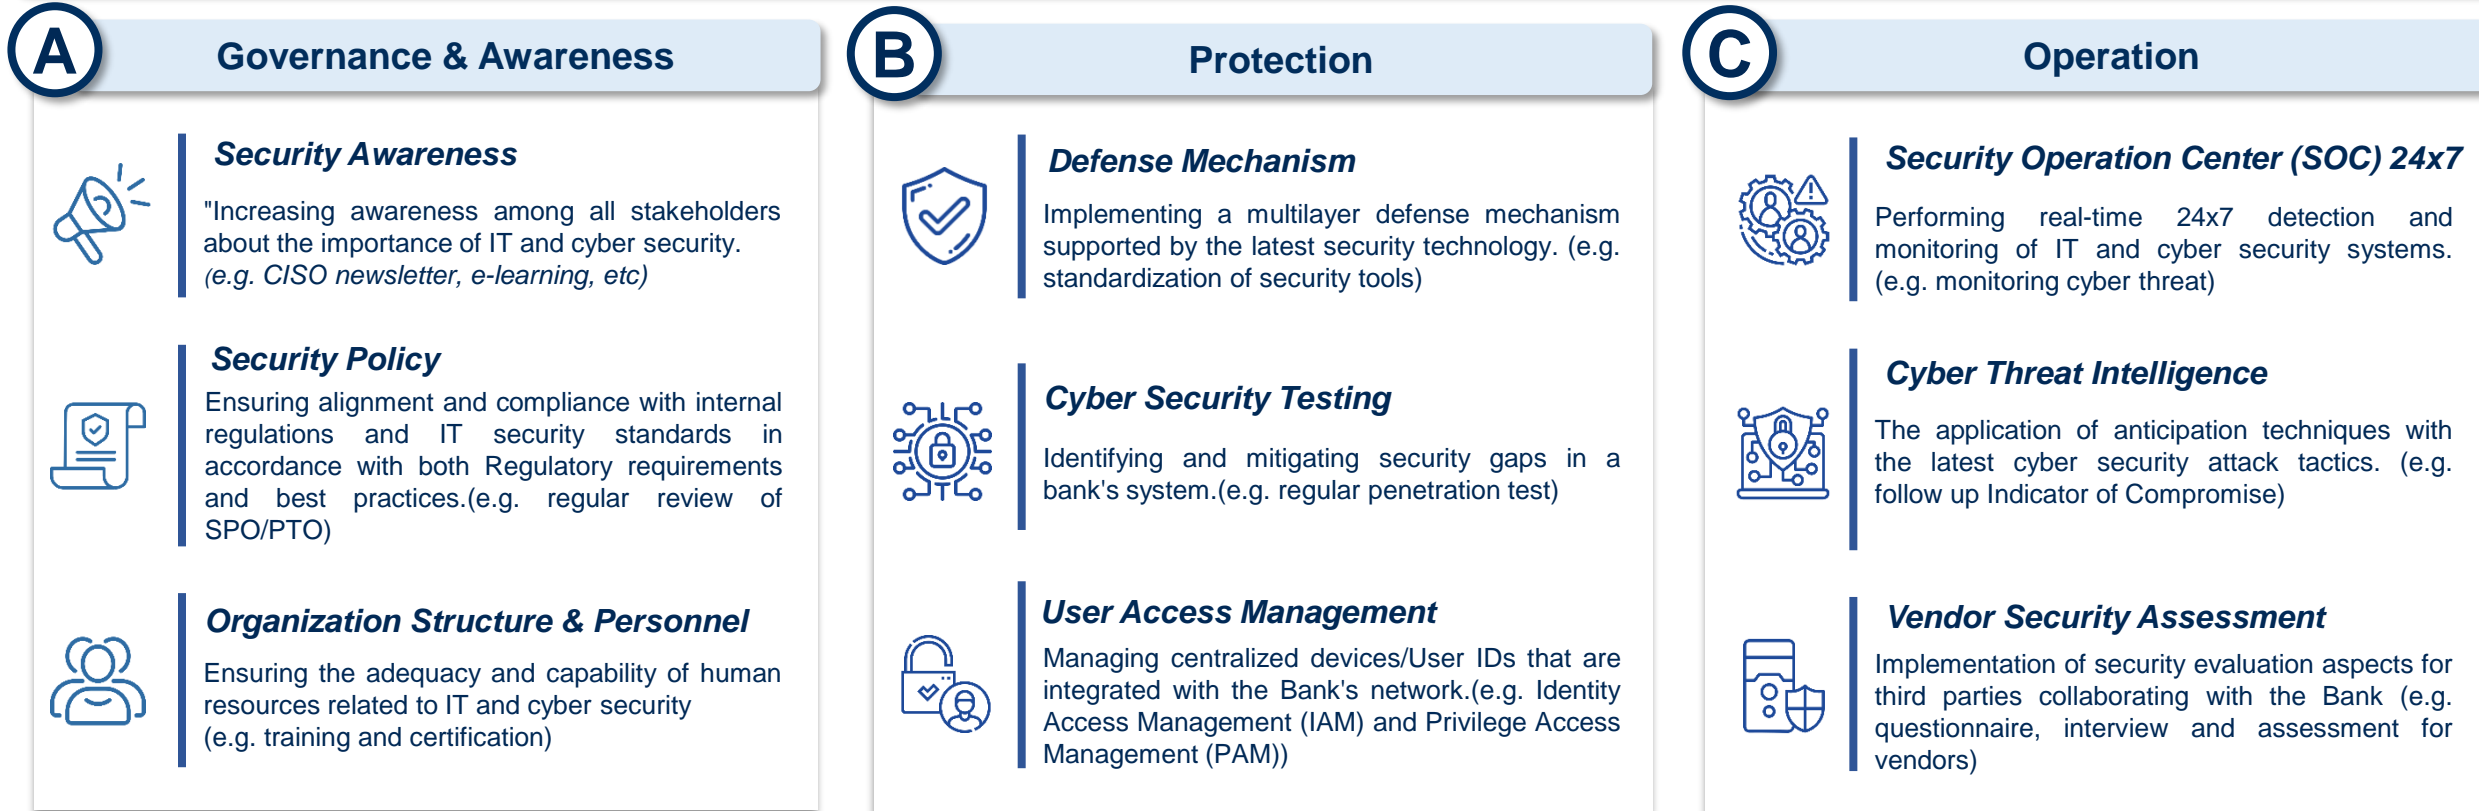 A
Governance & Awareness
Security Awareness
"Increasing awareness among all stakeholders
about the importance of IT and cyber security.
(e.g. CISO newsletter, e-learning, etc)
Security Policy
Ensuring alignment and compliance with internal
regulations and IT security standards in
accordance with both Regulatory requirements
and best practices.(e.g. regular review of
SPO/PTO)
Organization Structure & Personnel
Ensuring the adequacy and capability of human
resources related to IT and cyber security
(e.g. training and certification)
B
Protection
Defense Mechanism
Implementing a multilayer defense mechanism
supported by the latest security technology. (e.g.
standardization of security tools)
Cyber Security Testing
Identifying and mitigating security gaps in a
bank's system.(e.g. regular penetration test)
User Access Management
Managing centralized devices/User IDs that are
integrated with the Bank's network.(e.g. Identity
Access Management (IAM) and Privilege Access
Management (PAM))
C
Operation
Security Operation Center (SOC) 24x7
Performing real-time 24x7 detection and
monitoring of IT and cyber security systems.
(e.g. monitoring cyber threat)
Cyber Threat Intelligence
The application of anticipation techniques with
the latest cyber security attack tactics. (e.g.
follow up Indicator of Compromise)
Vendor Security Assessment
Implementation of security evaluation aspects for
third parties collaborating with the Bank (e.g.
questionnaire, interview and assessment for
vendors)